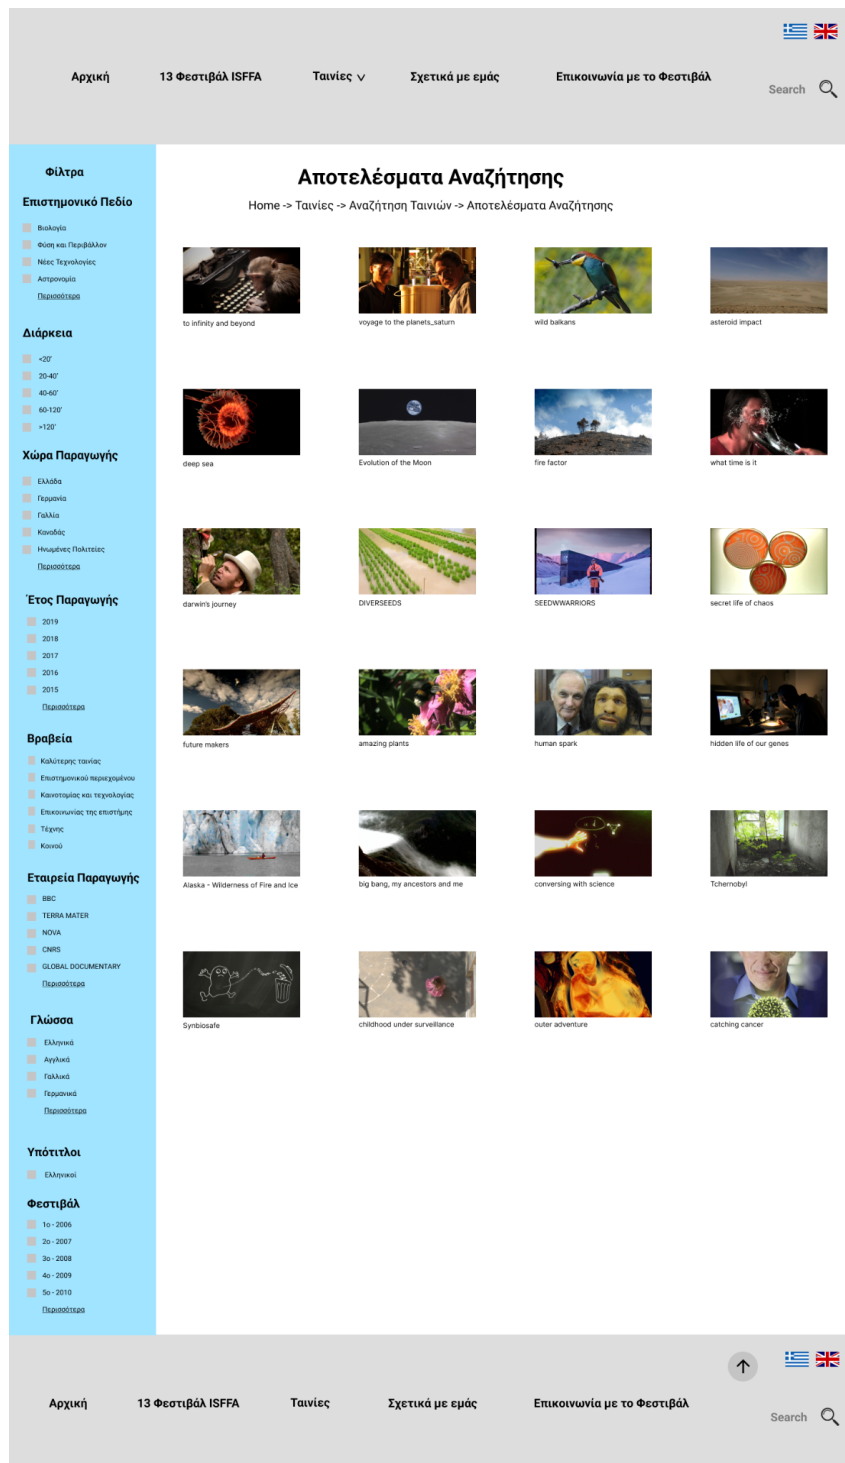 Αρχική
13 Φεστιβάλ ISFFA
Ταινίες
Σχετικά με εμάς
Επικοινωνία με το Φεστιβάλ
Search
Φίλτρα
Επιστημονικό Πεδίο
Βιολογία
Φύση και Περιβάλλον
Νέες Τεχνολογίες
Αστρονομία
Περισσότερα
Διάρκεια
<20'
20-40'
40-60'
60-120'
>120'
Χώρα Παραγωγής
Ελλάδα
Γερμανία
Γαλλία
Καναδάς
Ηνωμένες Πολιτείες
Περισσότερα
Έτος Παραγωγής
2019
2018
2017
2016
2015
Περισσότερα
Βραβεία
Καλύτερης ταινίας
Επιστημονικού περιεχομένου
Καινοτομίας και τεχνολογίας
Επικοινωνίας της επιστήμης
Τέχνης
Κοινού
Εταιρεία Παραγωγής
BBC
TERRA MATER
NOVA
CNRS
GLOBAL DOCUMENTARY
Περισσότερα
Γλώσσα
Ελληνικά
Αγγλικά
Γαλλικά
Γερμανικά
Περισσότερα
Υπότιτλοι
Ελληνικοί
Φεστιβάλ
1ο - 2006
2ο - 2007
3ο - 2008
4ο - 2009
5ο - 2010
Περισσότερα
Αποτελέσματα Αναζήτησης
Home -> Ταινίες -> Αναζήτηση Ταινιών -> Αποτελέσματα Αναζήτησης
to infinity and beyond
voyage to the planets_saturn
wild balkans
asteroid impact
deep sea
Evolution of the Moon
fire factor
what time is it
darwin's journey
DIVERSEEDS
SEEDWWARRIORS
secret life of chaos
future makers
amazing plants
human spark
hidden life of our genes
Alaska - Wilderness of Fire and Ice
big bang, my ancestors and me
conversing with science
Tchernobyl
Synbiosafe
childhood under surveillance
outer adventure
catching cancer
Αρχική
13 Φεστιβάλ ISFFA
Ταινίες
Σχετικά με εμάς
Επικοινωνία με το Φεστιβάλ
Search